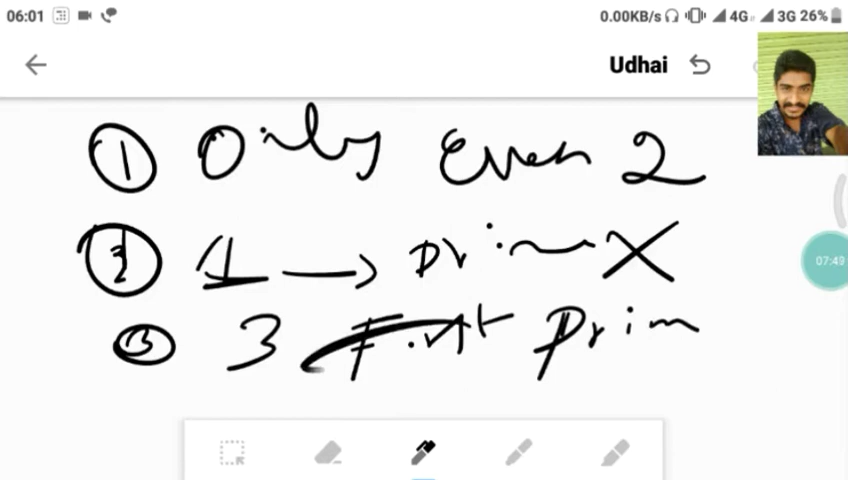 06:01 0.00KB/s 4G 3G 26%
Udhai
① Only Even 2
② 1 → prim X
07:49
③ 3 First Prim